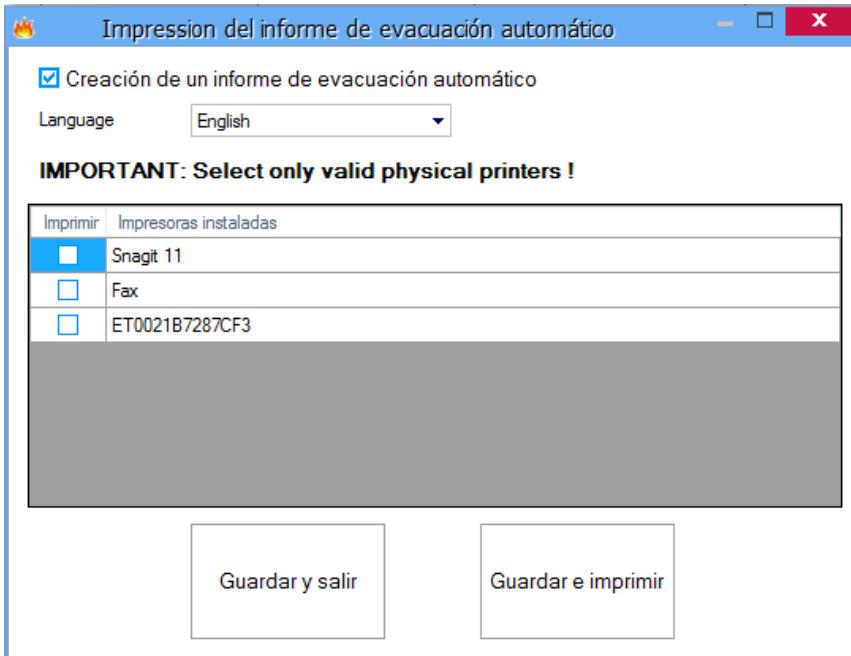 Impression del informe de evacuación automático
Creación de un informe de evacuación automático
Language English
IMPORTANT: Select only valid physical printers !
Imprimir Impresoras instaladas
Snagit 11
Fax
ET0021B7287CF3
Guardar y salir Guardar e imprimir